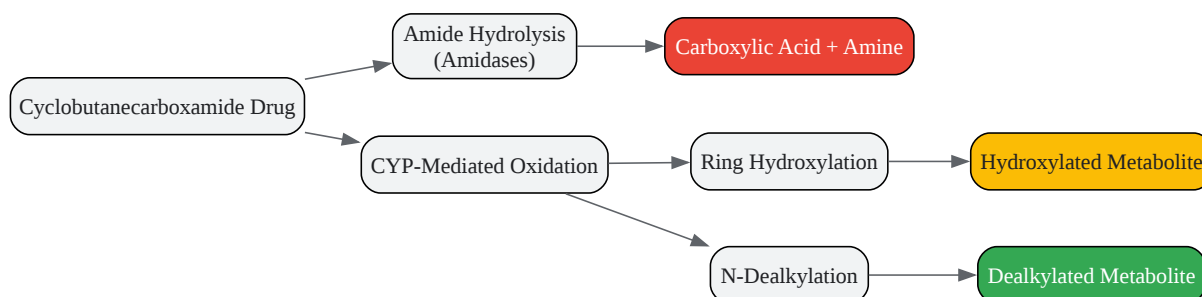 Amide Hydrolysis
(Amidases)
Carboxylic Acid + Amine
Cyclobutanecarboxamide Drug
CYP-Mediated Oxidation
Ring Hydroxylation
Hydroxylated Metabolite
N-Dealkylation
Dealkylated Metabolite